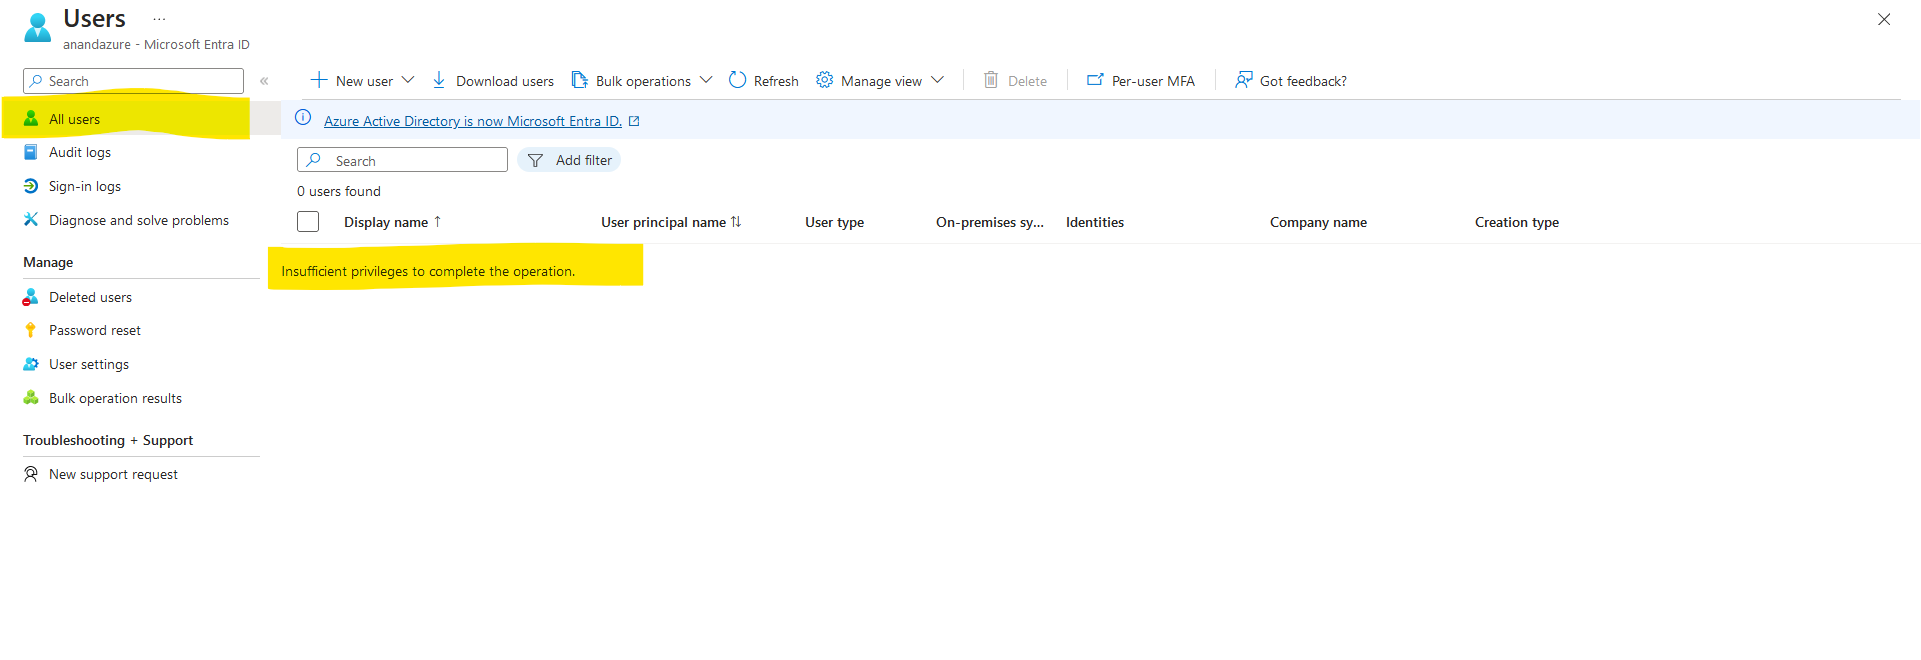 Users ...
anandazure - Microsoft Entra ID
Search
«
New user
Download users
Bulk operations
Refresh
Manage view
Delete
Per-user MFA
Got feedback?
All users
Audit logs
Sign-in logs
Diagnose and solve problems
Manage
Deleted users
Password reset
User settings
Bulk operation results
Troubleshooting + Support
New support request
Azure Active Directory is now Microsoft Entra ID.
Search
Add filter
0 users found
Display name ↑
User principal name ↑↓
User type
On-premises sy...
Identities
Company name
Creation type
Insufficient privileges to complete the operation.